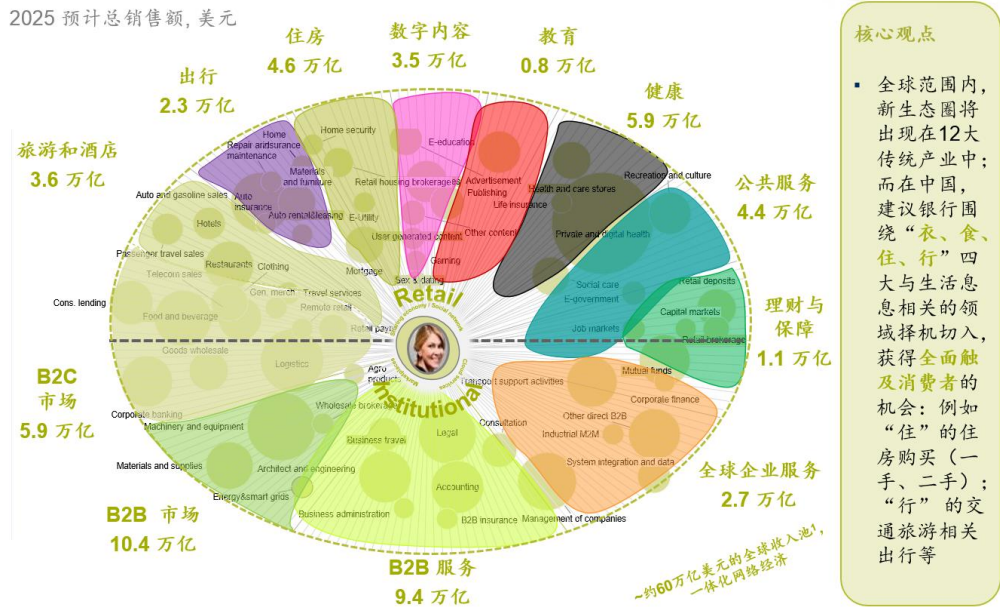 2025 预计总销售额, 美元
住房
4.6 万亿
数字内容
3.5 万亿
教育
0.8 万亿
出行
2.3 万亿
健康
5.9 万亿
旅游和酒店
3.6 万亿
公共服务
4.4 万亿
理财与
保障
1.1 万亿
B2C
市场
5.9 万亿
B2B 市场
10.4 万亿
B2B 服务
9.4 万亿
全球企业服务
2.7 万亿
~约60万亿美元的全球收入池¹,
一体化网络经济
Home
Repair and
insurance
maintenance
Home security
Materials
and furniture
E-education
Retail housing brokerage
Advertisement
Publishing
Health and care stores
Recreation and culture
Life insurance
Auto and gasoline sales
Auto
insurance
Auto rental&leasing
Hotels
E-Utility
User generated content
Other content
Private and digital health
Passenger travel sales
Restaurants
Clothing
Telecom sales
Mortgage
Gaming
Sex & dating
Social care
E-government
Retail deposits
Cons. lending
Gen. merch
Travel services
Remote retail
Food and beverage
Retail
Capital markets
Job markets
Retail brokerage
Goods wholesale
Logistics
Agro
products
Institutional
Transport support activities
Mutual funds
Corporate finance
Corporate banking
Machinery and equipment
Wholesale brokerage
Business travel
Legal
Consultation
Other direct B2B
Industrial M2M
Materials and supplies
Architect and engineering
System integration and data
Energy&smart grids
Accounting
Business administration
B2B insurance
Management of companies
核心观点
▪ 全球范围内,
新生态圈将
出现在12大
传统产业中;
而在中国,
建议银行围
绕“衣、食、
住、行”四
大与生活息
息相关的领
域择机切入,
获得全面触
及消费者的
机会:例如
“住”的住
房购买（一
手、二手）;
“行”的交
通旅游相关
出行等